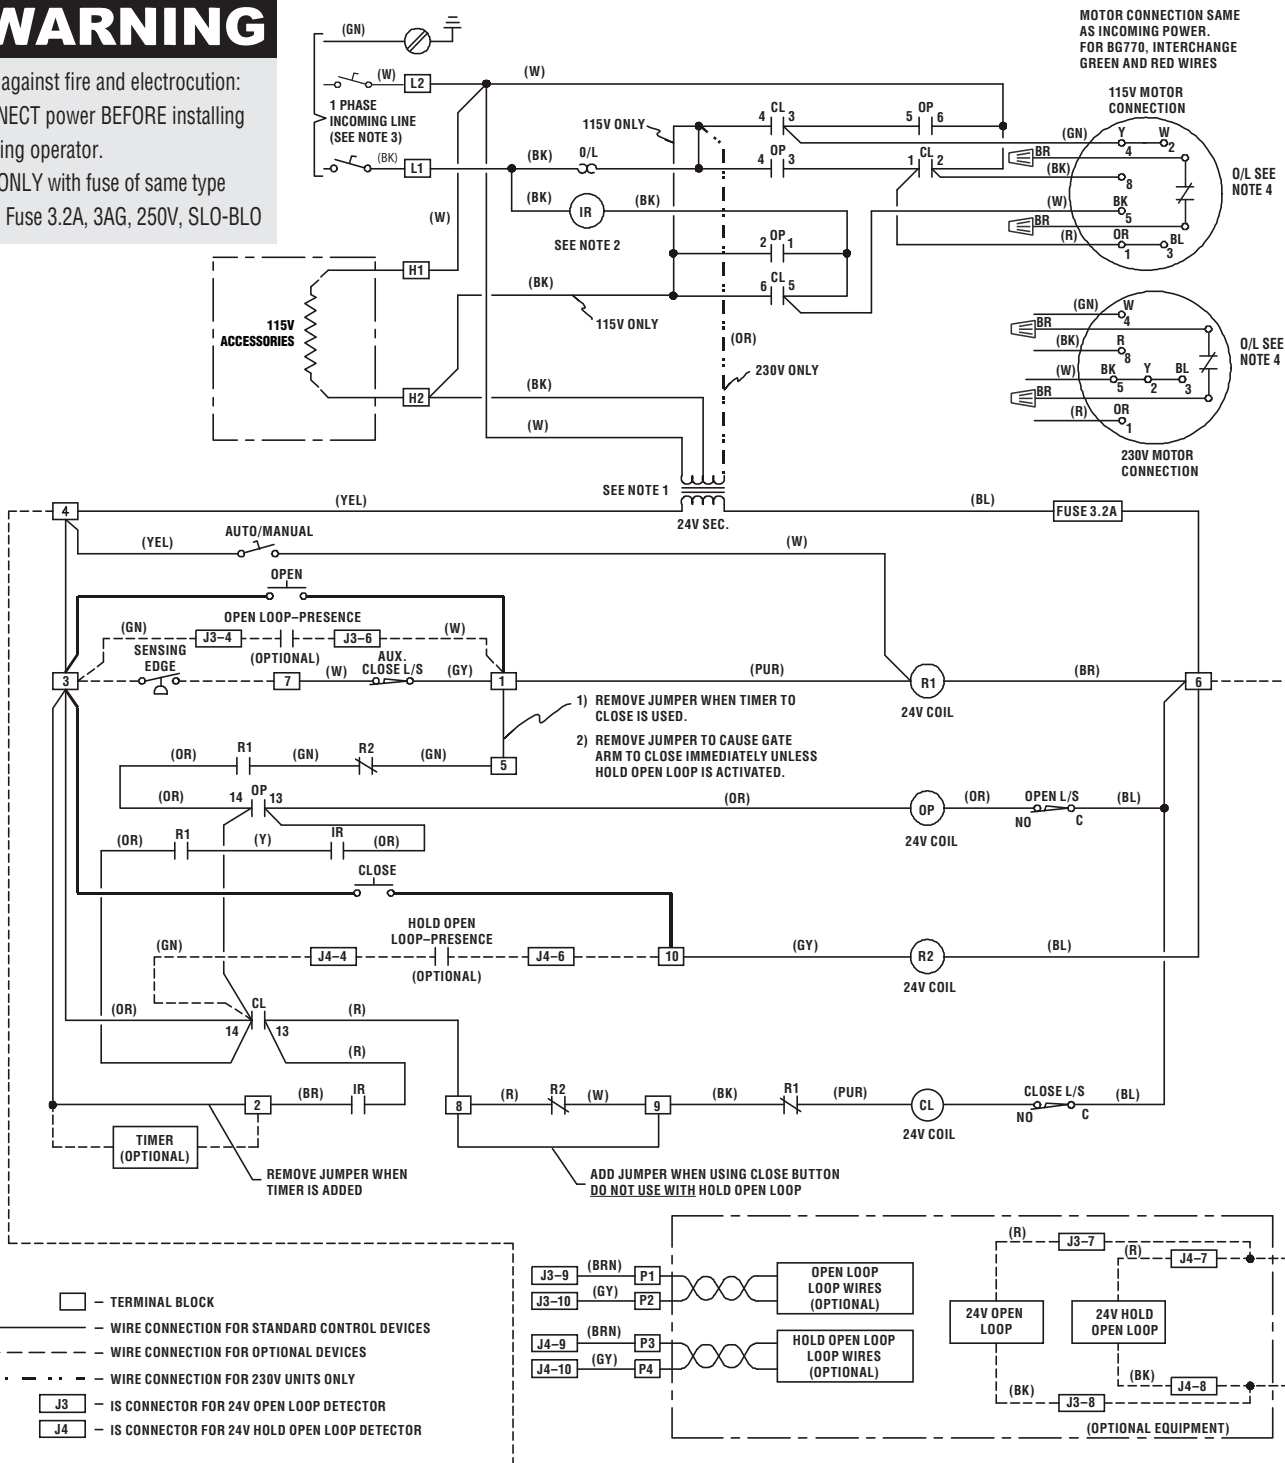 WARNING
against fire and electrocution:
NECT power BEFORE installing
ing operator.
ONLY with fuse of same type
Fuse 3.2A, 3AG, 250V, SLO-BLO
MOTOR CONNECTION SAME
AS INCOMING POWER.
FOR BG770, INTERCHANGE
GREEN AND RED WIRES
(GN)
(W) L2
(W)
1 PHASE
INCOMING LINE
(SEE NOTE 3)
(BK) L1
(BK)
O/L
115V ONLY
4 CL 3
5 OP 6
4 OP 3
1 CL 2
(BK)
IR
(BK)
SEE NOTE 2
(W)
2 OP 1
6 CL 5
115V MOTOR
CONNECTION
(GN)
Y
W
4
2
BR
(BK)
8
(W)
BK
5
BR
(R)
OR
1
BL
3
O/L SEE
NOTE 4
H1
(BK)
115V ONLY
115V
ACCESSORIES
(OR)
230V ONLY
H2
(BK)
(W)
(GN)
W
4
BR
(BK)
R
8
(W)
BK
5
Y
2
BL
3
BR
(R)
OR
1
O/L SEE
NOTE 4
230V MOTOR
CONNECTION
SEE NOTE 1
24V SEC.
4
(YEL)
(BL)
FUSE 3.2A
(YEL)
AUTO/MANUAL
(W)
OPEN
OPEN LOOP–PRESENCE
(GN)
J3–4
J3–6
(W)
(OPTIONAL)
SENSING
EDGE
3
7
(W)
AUX.
CLOSE L/S
(GY)
1
(PUR)
R1
24V COIL
(BR)
6
1) REMOVE JUMPER WHEN TIMER TO
CLOSE IS USED.
2) REMOVE JUMPER TO CAUSE GATE
ARM TO CLOSE IMMEDIATELY UNLESS
HOLD OPEN LOOP IS ACTIVATED.
(OR)
R1
(GN)
R2
(GN)
5
(OR)
14 OP 13
(OR)
OP
24V COIL
(OR)
OPEN L/S
NO
C
(BL)
(OR)
R1
(Y)
IR
(OR)
CLOSE
HOLD OPEN
LOOP–PRESENCE
(GN)
J4–4
J4–6
(OPTIONAL)
10
(GY)
R2
24V COIL
(BL)
(OR)
CL
14
13
(R)
(R)
2
(BR)
IR
8
(R)
R2
(W)
9
(BK)
R1
(PUR)
CL
24V COIL
CLOSE L/S
NO
C
(BL)
TIMER
(OPTIONAL)
REMOVE JUMPER WHEN
TIMER IS ADDED
ADD JUMPER WHEN USING CLOSE BUTTON
DO NOT USE WITH HOLD OPEN LOOP
– TERMINAL BLOCK
– WIRE CONNECTION FOR STANDARD CONTROL DEVICES
– WIRE CONNECTION FOR OPTIONAL DEVICES
– WIRE CONNECTION FOR 230V UNITS ONLY
J3 – IS CONNECTOR FOR 24V OPEN LOOP DETECTOR
J4 – IS CONNECTOR FOR 24V HOLD OPEN LOOP DETECTOR
J3–9 (BRN) P1
J3–10 (GY) P2
OPEN LOOP
LOOP WIRES
(OPTIONAL)
J4–9 (BRN) P3
J4–10 (GY) P4
HOLD OPEN LOOP
LOOP WIRES
(OPTIONAL)
(R) J3–7
(R) J4–7
24V OPEN
LOOP
24V HOLD
OPEN LOOP
(BK) J4–8
(BK) J3–8
(OPTIONAL EQUIPMENT)